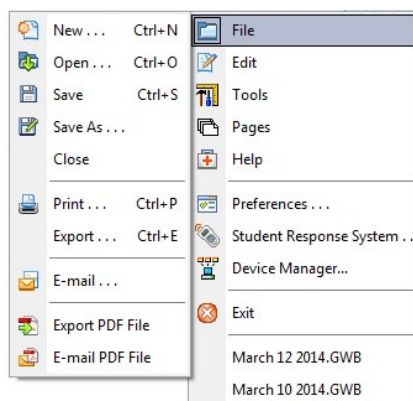 New . . . Ctrl+N
Open . . . Ctrl+O
Save Ctrl+S
Save As . . .
Close
Print . . . Ctrl+P
Export . . . Ctrl+E
E-mail . . .
Export PDF File
E-mail PDF File
File
Edit
Tools
Pages
Help
Preferences . . .
Student Response System . .
Device Manager...
Exit
March 12 2014.GWB
March 10 2014.GWB